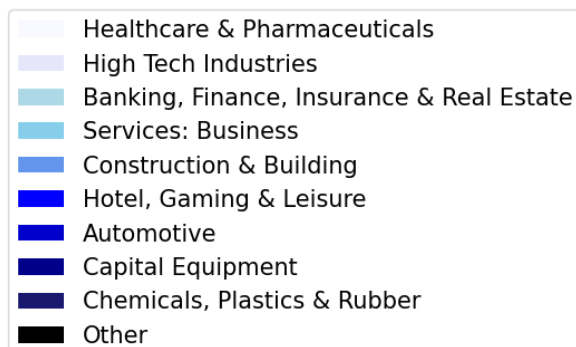 Healthcare & Pharmaceuticals
High Tech Industries
Banking, Finance, Insurance & Real Estate
Services: Business
Construction & Building
Hotel, Gaming & Leisure
Automotive
Capital Equipment
Chemicals, Plastics & Rubber
Other